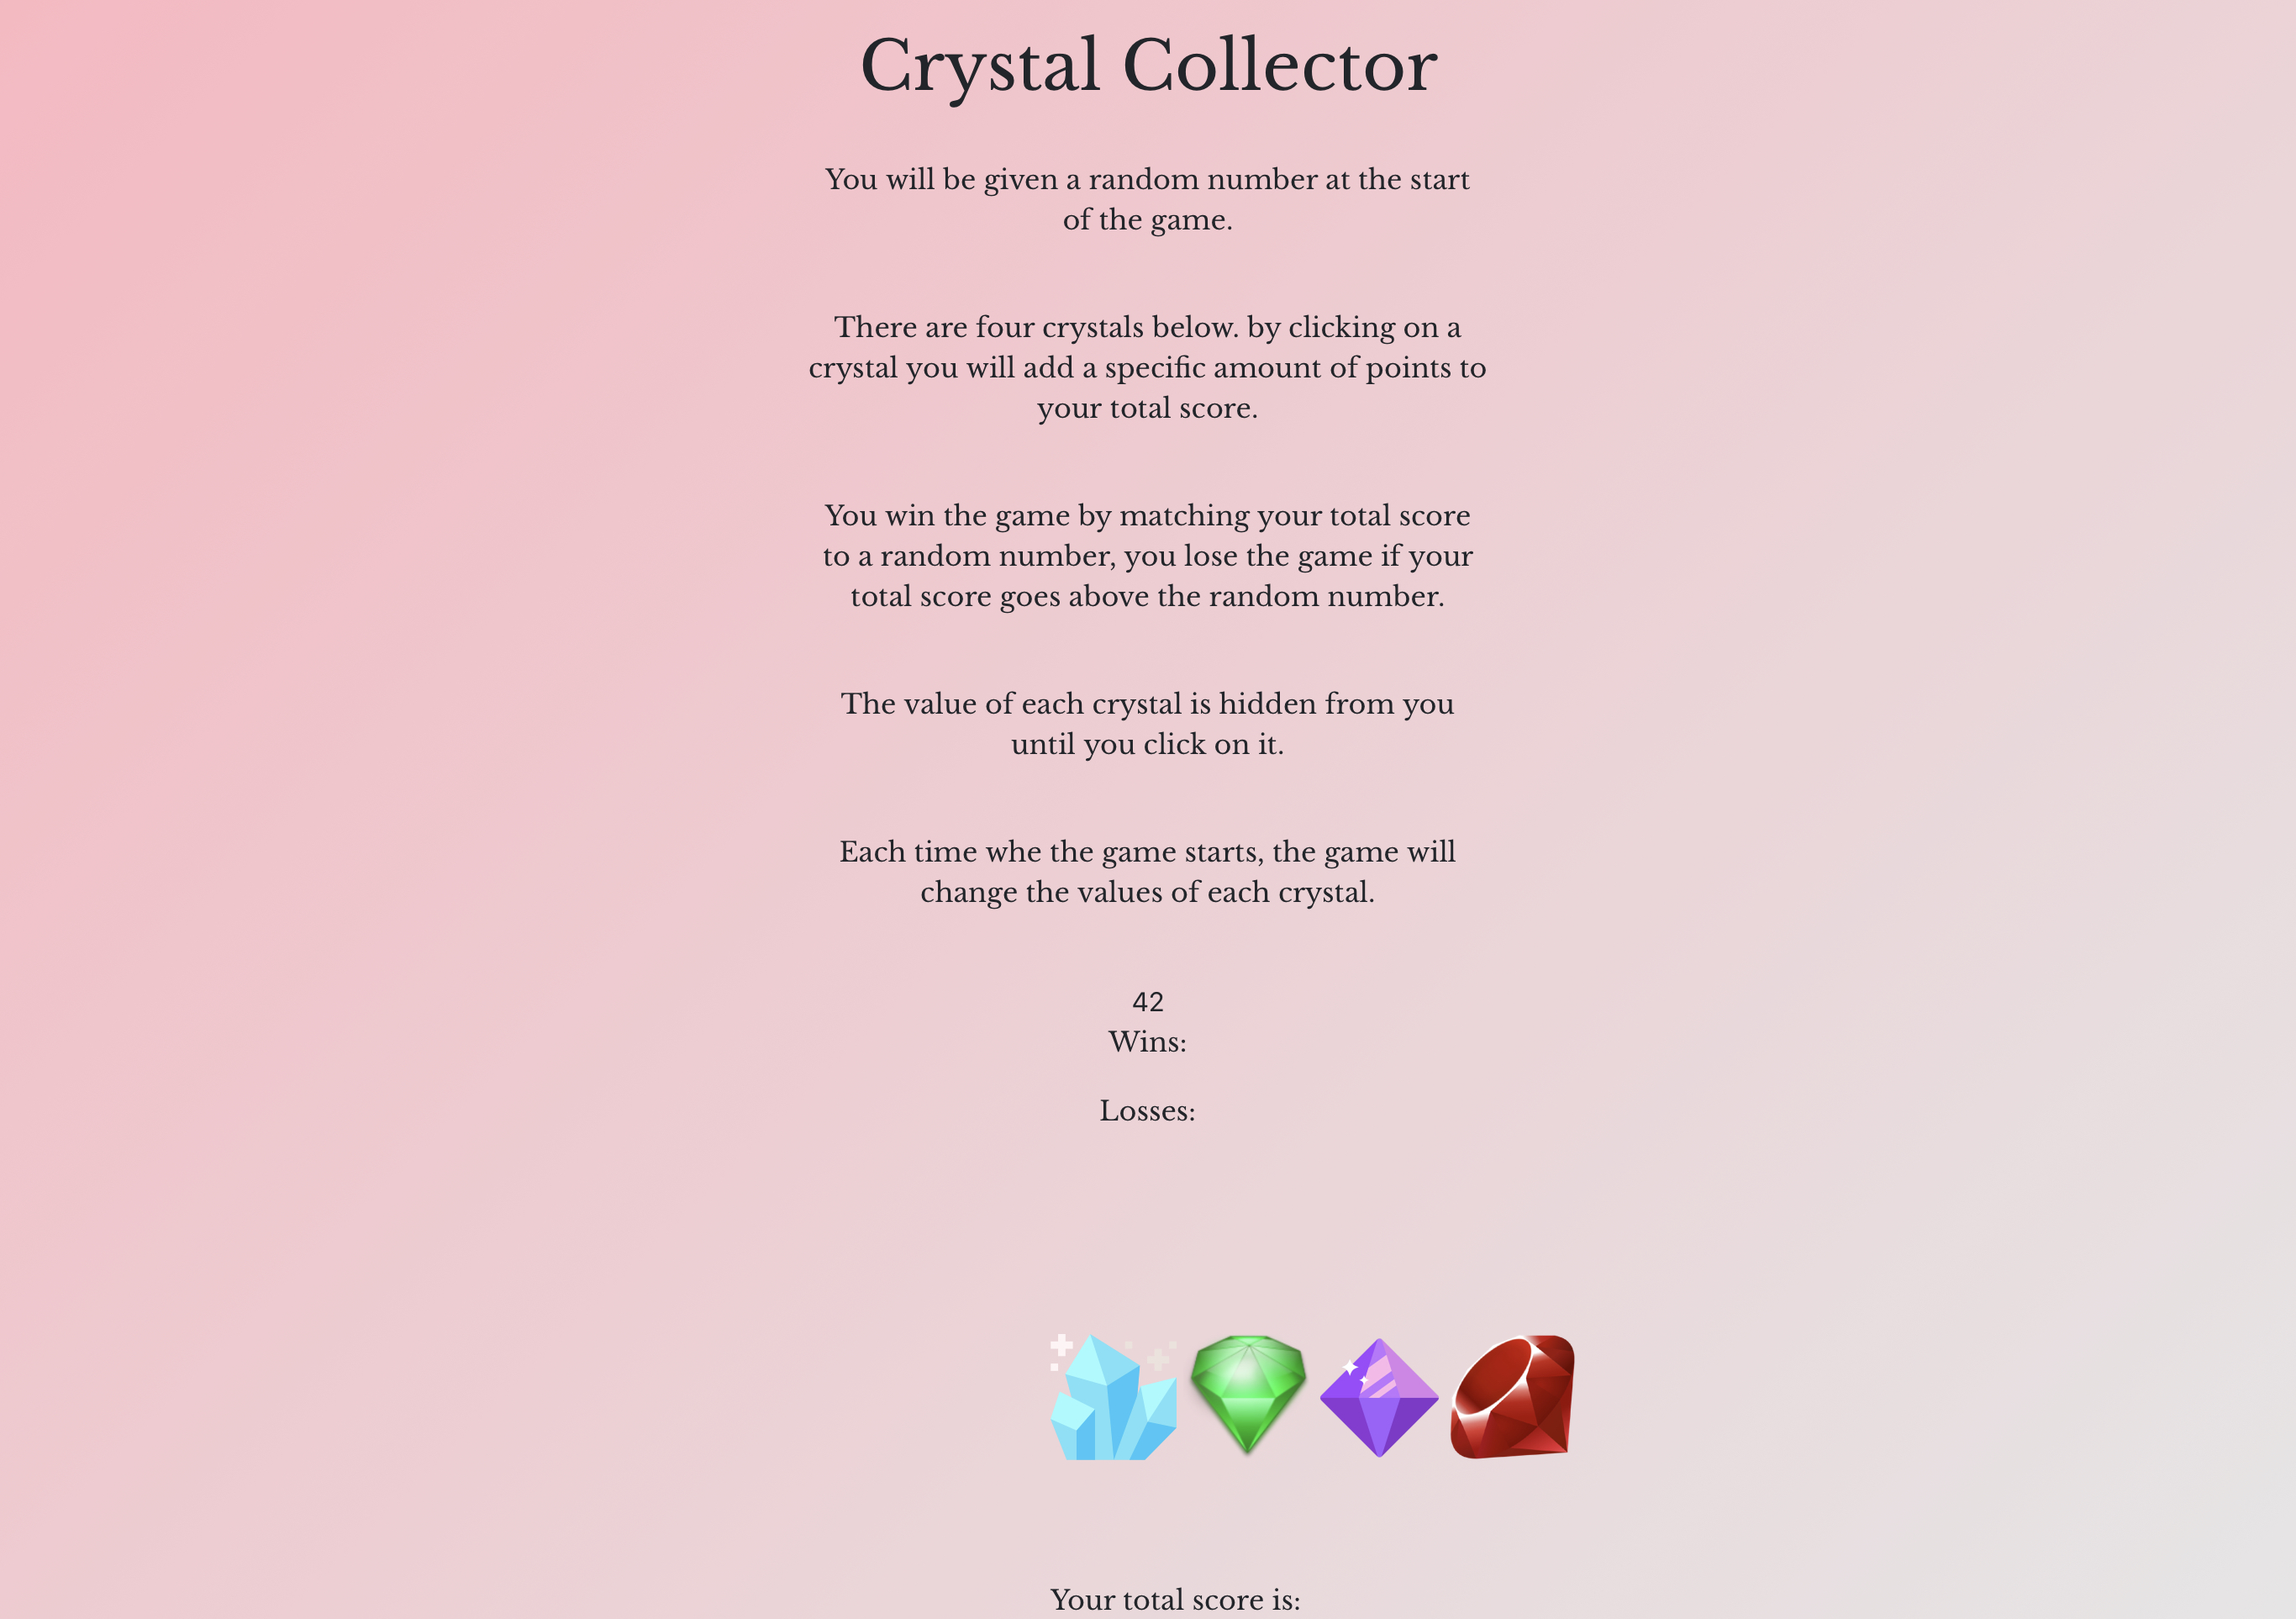 Crystal Collector
You will be given a random number at the start
of the game.
There are four crystals below. by clicking on a
crystal you will add a specific amount of points to
your total score.
You win the game by matching your total score
to a random number, you lose the game if your
total score goes above the random number.
The value of each crystal is hidden from you
until you click on it.
Each time whe the game starts, the game will
change the values of each crystal.
42
Wins:
Losses:
Your total score is: